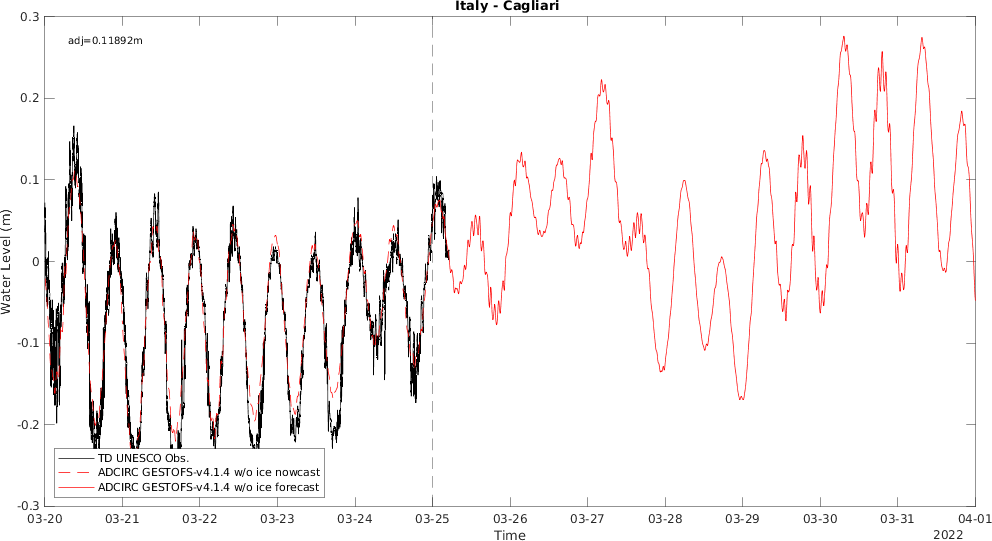 Italy - Cagliari
adj=0.11892m
Water Level (m)
0.3
0.2
0.1
0
-0.1
-0.2
-0.3
TD UNESCO Obs.
ADCIRC GESTOFS-v4.1.4 w/o ice nowcast
ADCIRC GESTOFS-v4.1.4 w/o ice forecast
03-20 03-21 03-22 03-23 03-24 03-25 03-26 03-27 03-28 03-29 03-30 03-31 04-01
Time
2022